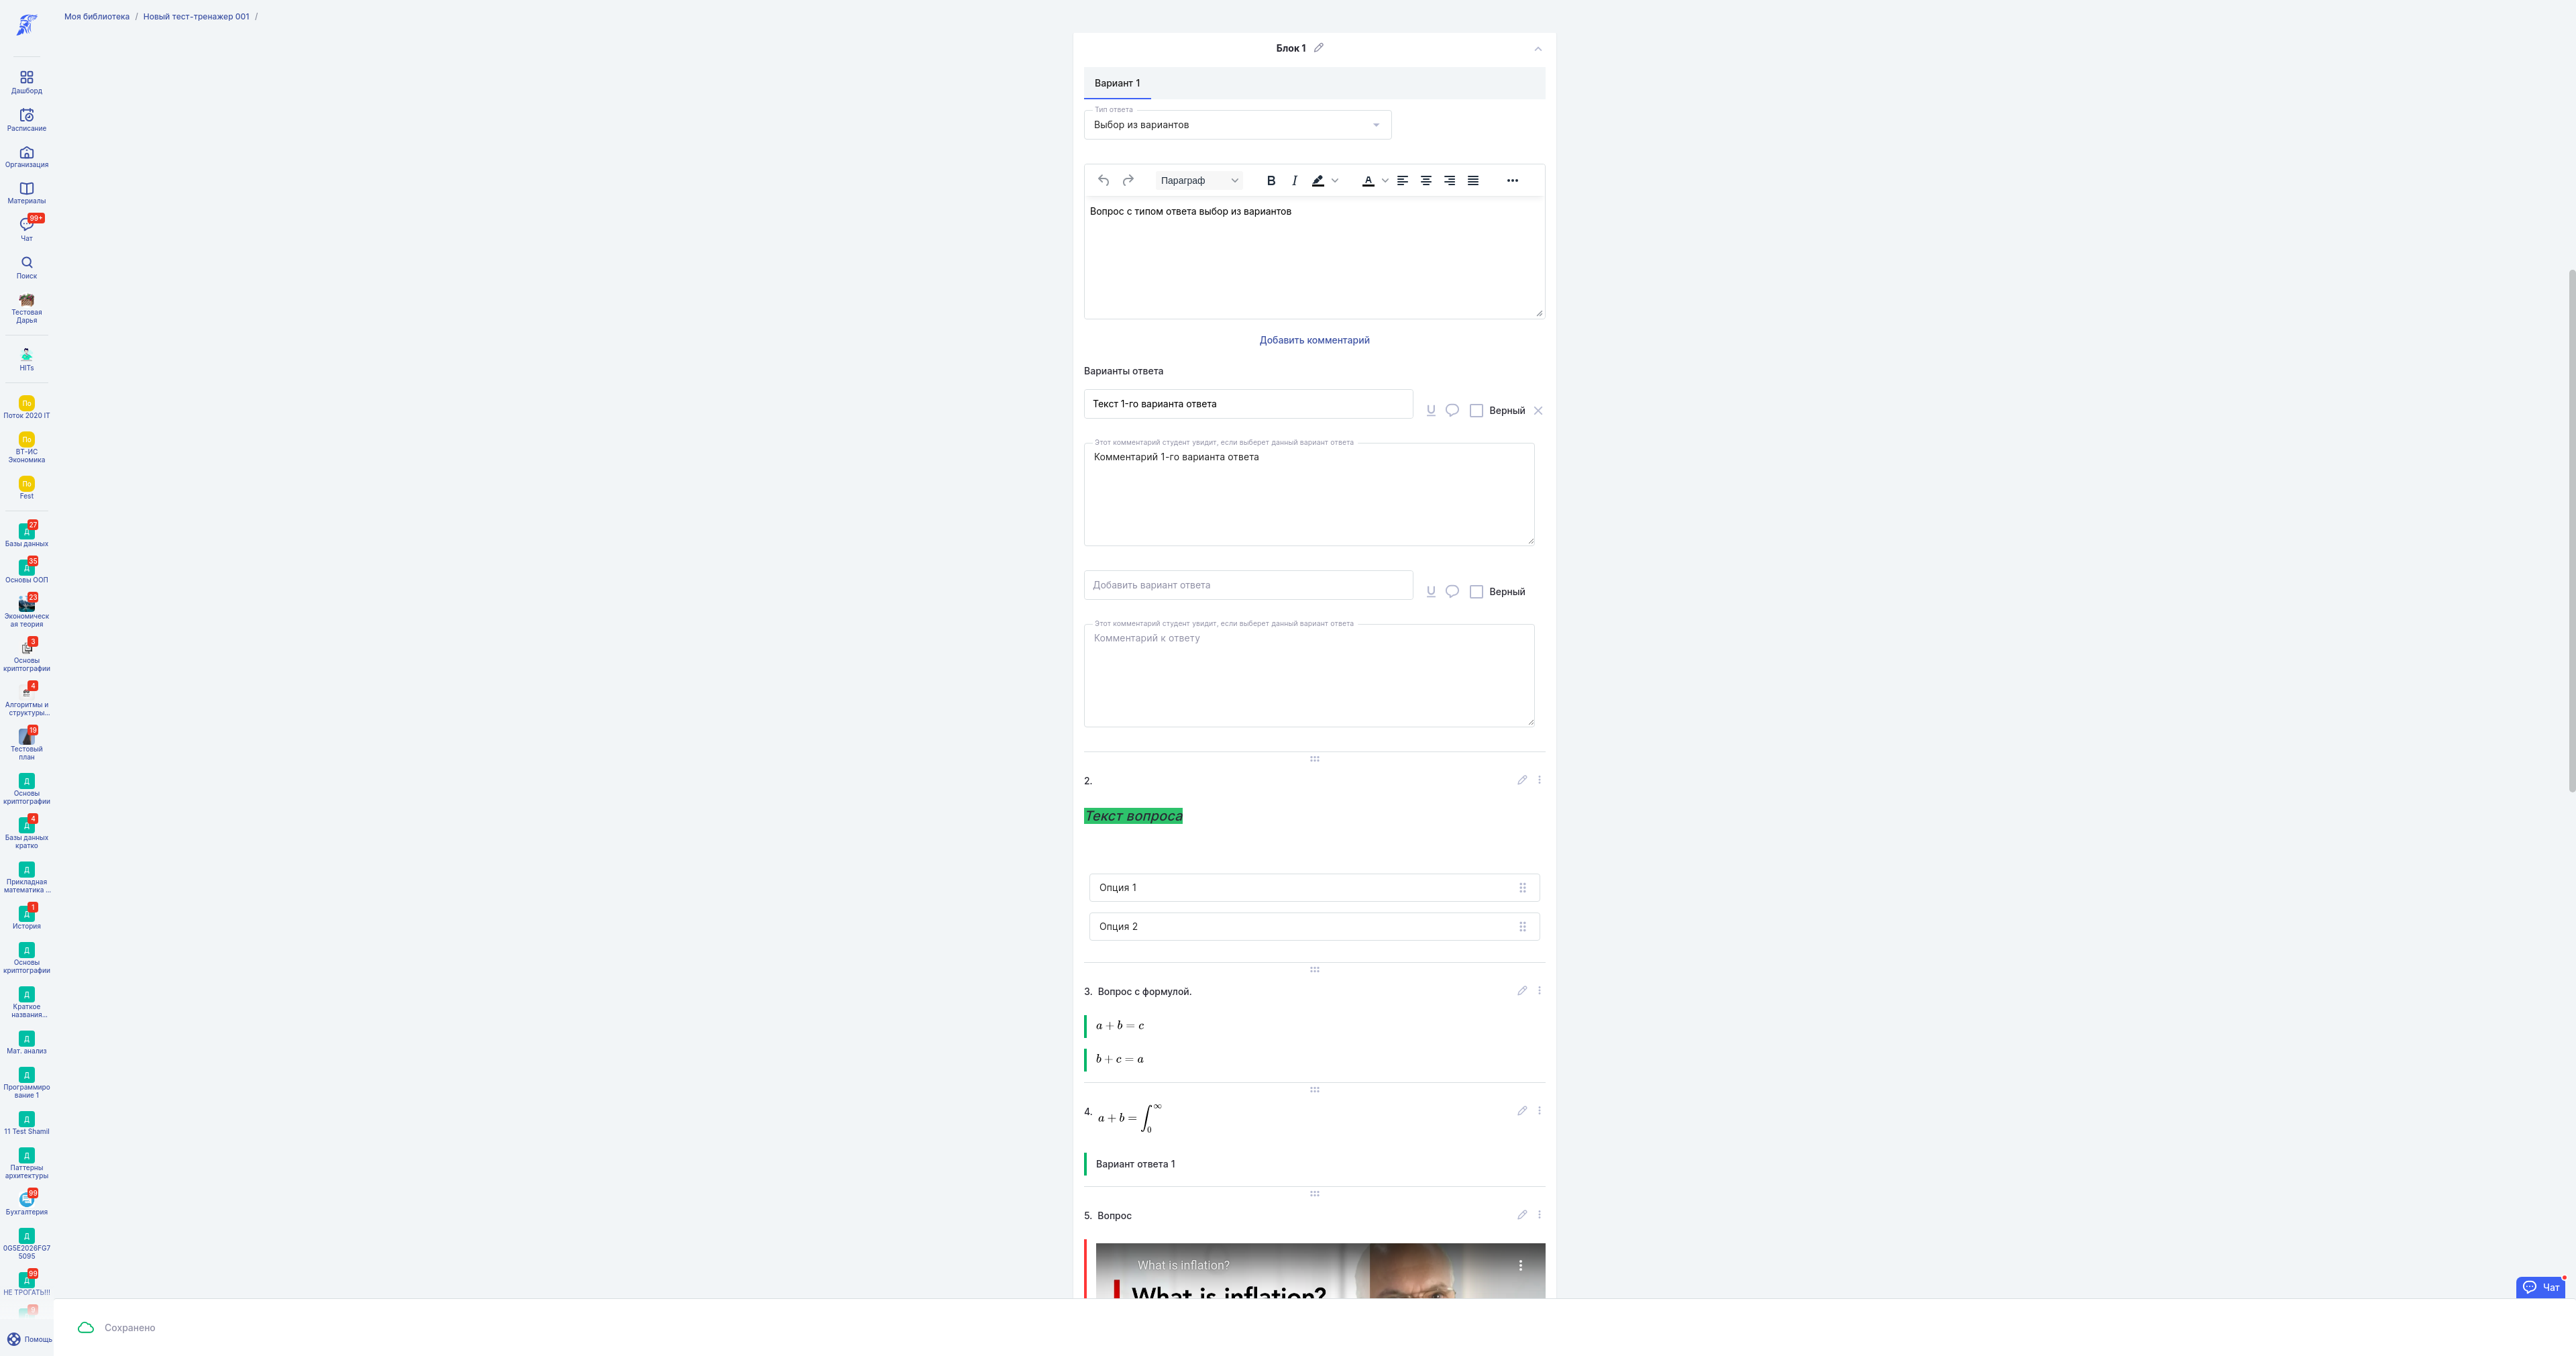 Моя библиотека / Новый тест-тренажер 001 /
Дашборд
Расписание
Организация
Материалы
99+
Чат
Поиск
Тестовая
Дарья
HITs
По
Поток 2020 IT
По
ВТ-ИС
Экономика
По
Fest
27
Д
Базы данных
35
Д
Основы ООП
23
Экономическ
ая теория
3
Основы
криптографии
4
Алгоритмы и
структуры...
19
Тестовый
план
Д
Основы
криптографии
4
Д
Базы данных
кратко
Д
Прикладная
математика ...
1
Д
История
Д
Основы
криптографии
Д
Краткое
названия...
Д
Мат. анализ
Д
Программиро
вание 1
Д
11 Test Shamil
Д
Паттерны
архитектуры
99
Бухгалтерия
Д
0G5E2026FG7
5095
99
Д
НЕ ТРОГАТЬ!!!
Помощь
Блок 1
Вариант 1
Тип ответа
Выбор из вариантов
Параграф B I A
Вопрос с типом ответа выбор из вариантов
Добавить комментарий
Варианты ответа
Текст 1-го варианта ответа U Верный
Этот комментарий студент увидит, если выберет данный вариант ответа
Комментарий 1-го варианта ответа
Добавить вариант ответа U Верный
Этот комментарий студент увидит, если выберет данный вариант ответа
Комментарий к ответу
2.
Текст вопроса
Опция 1
Опция 2
3. Вопрос с формулой.
a + b = c
b + c = a
4. a + b = ∫₀^∞
Вариант ответа 1
5. Вопрос
What is inflation?
What is inflation?
Чат
Сохранено